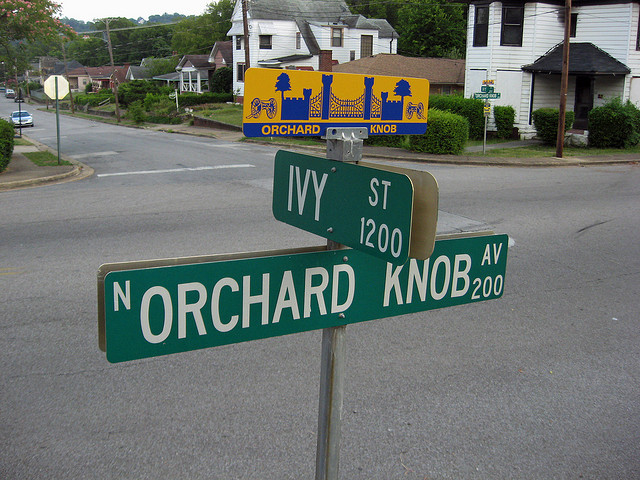 ORCHARD KNOB
IVY ST
1200
N ORCHARD KNOB AV
200